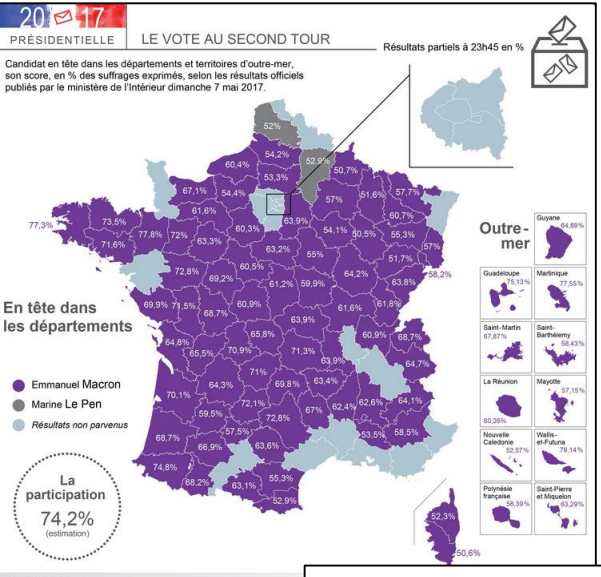 20 17
PRÉSIDENTIELLE
LE VOTE AU SECOND TOUR
Résultats partiels à 23h45 en %
Candidat en tête dans les départements et territoires d'outre-mer,
son score, en % des suffrages exprimés, selon les résultats officiels
publiés par le ministère de l'Intérieur dimanche 7 mai 2017.
52%
54,2%
52,9%
50,7%
60,4%
53,3%
67,1%
54,4%
57%
51,6%
57,7%
61,6%
60,3%
63,9%
60,7%
77,3%
73,5%
77,8%
72%
63,3%
54,1%
50,5%
55,3%
71,6%
63,2%
55%
51,7%
57%
58,2%
72,8%
69,2%
60,5%
61,2%
59,9%
64,2%
63,8%
69,9%
71,5%
68,7%
60,9%
63,9%
61,6%
61,8%
64,8%
65,5%
70,9%
65,8%
71,3%
63,9%
60,9%
68,7%
64,7%
70,1%
64,3%
71%
69,8%
63,4%
59,5%
72,1%
72,8%
67%
62,4%
62,6%
64,1%
68,7%
66,9%
57,5%
63,6%
53,5%
58,5%
74,8%
68,2%
63,1%
55,3%
52,9%
52,3%
50,6%
En tête dans
les départements
Emmanuel Macron
Marine Le Pen
Résultats non parvenus
La
participation
74,2%
(estimation)
Outre-
mer
Guyane
64,89%
Guadeloupe
75,13%
Martinique
77,55%
Saint-Martin
67,87%
Saint-
Barthélemy
58,43%
La Réunion
60,26%
Mayotte
57,15%
Nouvelle
Calédonie
52,57%
Wallis-
et-Futuna
79,14%
Polynésie
française
58,39%
Saint-Pierre
et Miquelon
63,29%